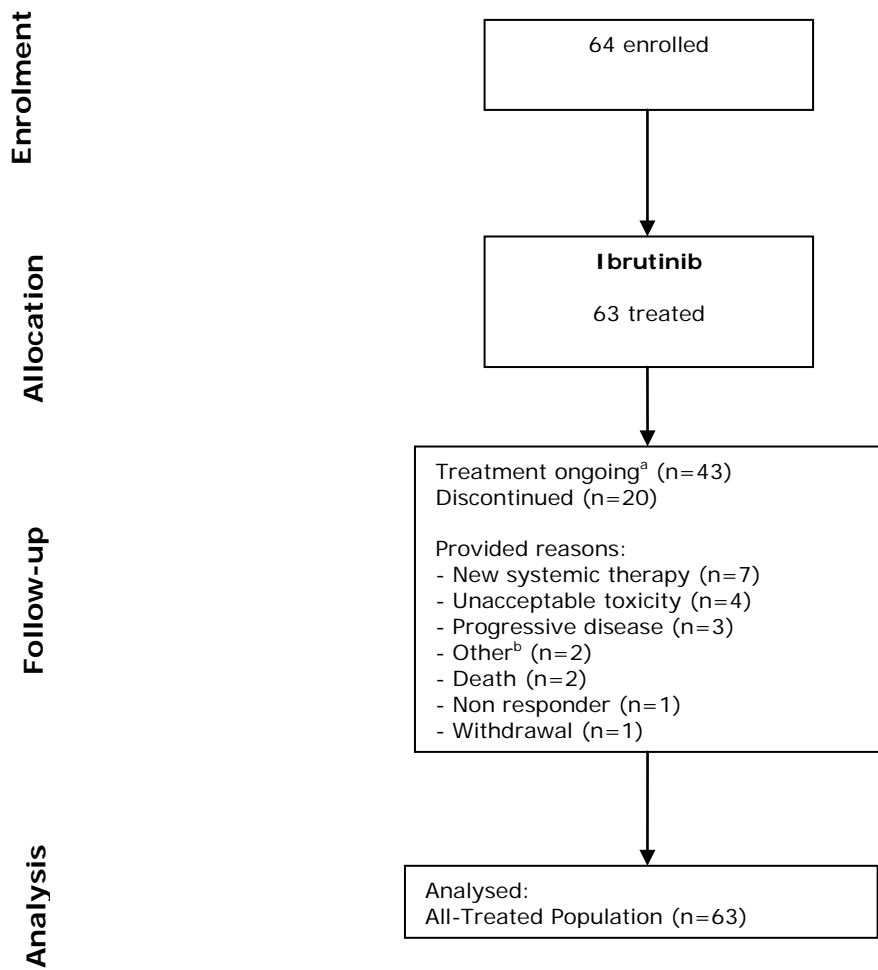 Enrolment
64 enrolled
Allocation
Ibrutinib
63 treated
Follow-up
Treatment ongoingᵃ (n=43)
Discontinued (n=20)
Provided reasons:
- New systemic therapy (n=7)
- Unacceptable toxicity (n=4)
- Progressive disease (n=3)
- Otherᵇ (n=2)
- Death (n=2)
- Non responder (n=1)
- Withdrawal (n=1)
Analysis
Analysed:
All-Treated Population (n=63)